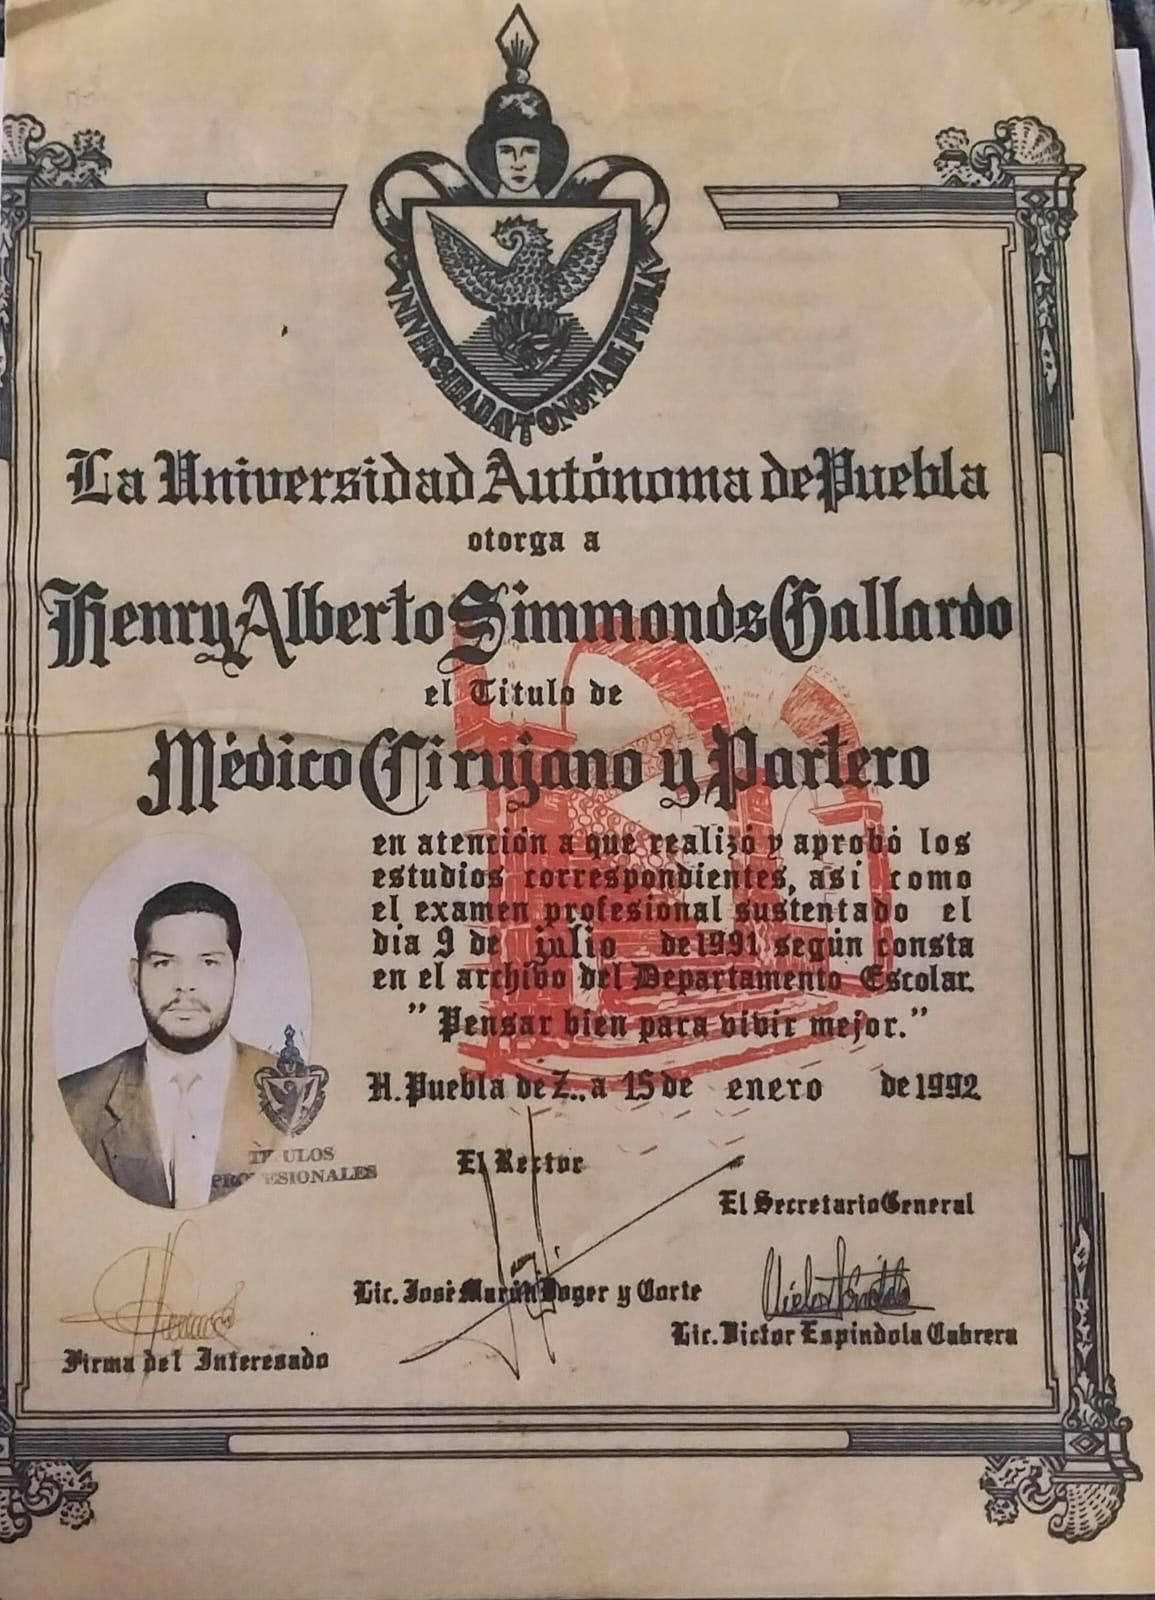 UNIVERSIDAD AUTONOMA DE PUEBLA
La Universidad Autónoma de Puebla
otorga a
Henry Alberto Simmonds Gallardo
el Titulo de
Médico Cirujano y Partero
en atención a que realizó y aprobó los
estudios correspondientes, asi como
el examen profesional sustentado el
dia 9 de julio de 1991 según consta
en el archivo del Departamento Escolar.
"Pensar bien para vivir mejor."
H. Puebla de Z., a 15 de enero de 1992
TITULOS
PROFESIONALES
El Rector
El Secretario General
Lic. José Marún Doger y Corte
Lic. Victor Espindola Cabrera
Firma del Interesado